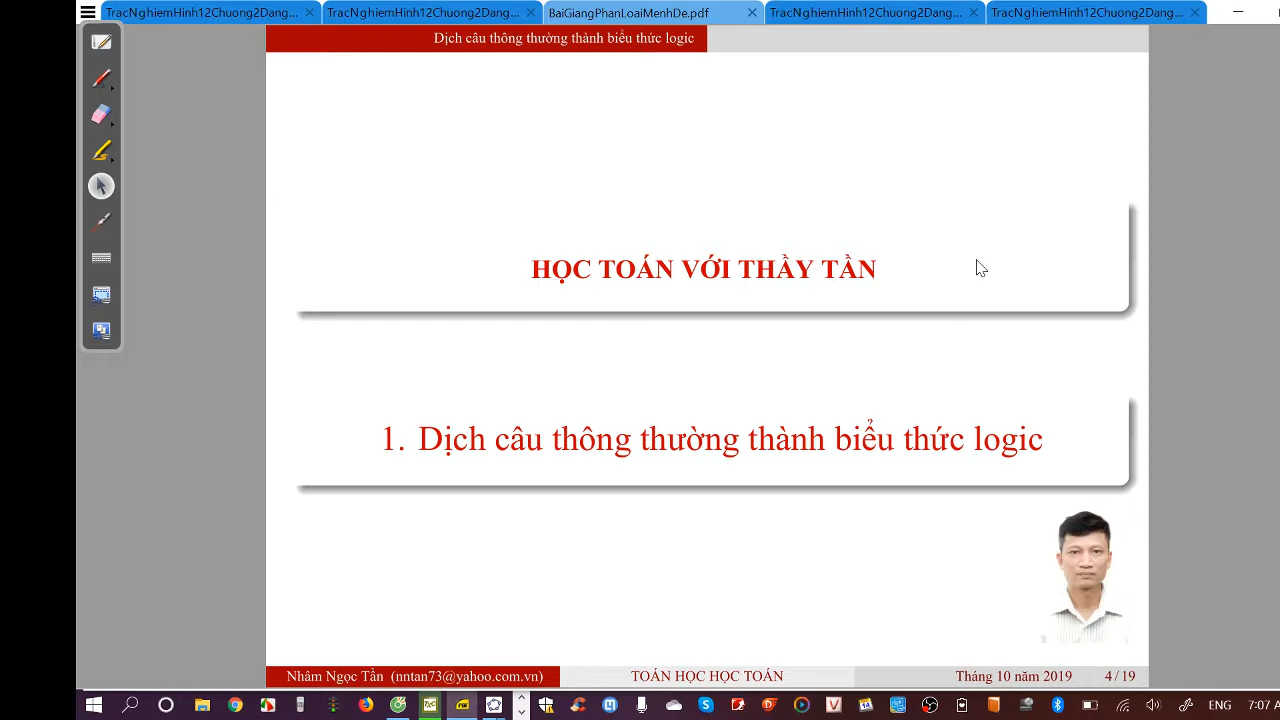 TracNghiemHinh12Chuong2Dang... TracNghiemHinh12Chuong2Dang... BaiGiangPhanLoaiMenhDe.pdf TracNghiemHinh12Chuong2Dang... TracNghiemHinh12Chuong2Dang...
Dịch câu thông thường thành biểu thức logic
HỌC TOÁN VỚI THẦY TẦN
1. Dịch câu thông thường thành biểu thức logic
Nhâm Ngọc Tần (nntan73@yahoo.com.vn) TOÁN HỌC HỌC TOÁN Tháng 10 năm 2019 4/19
ENG 7:07